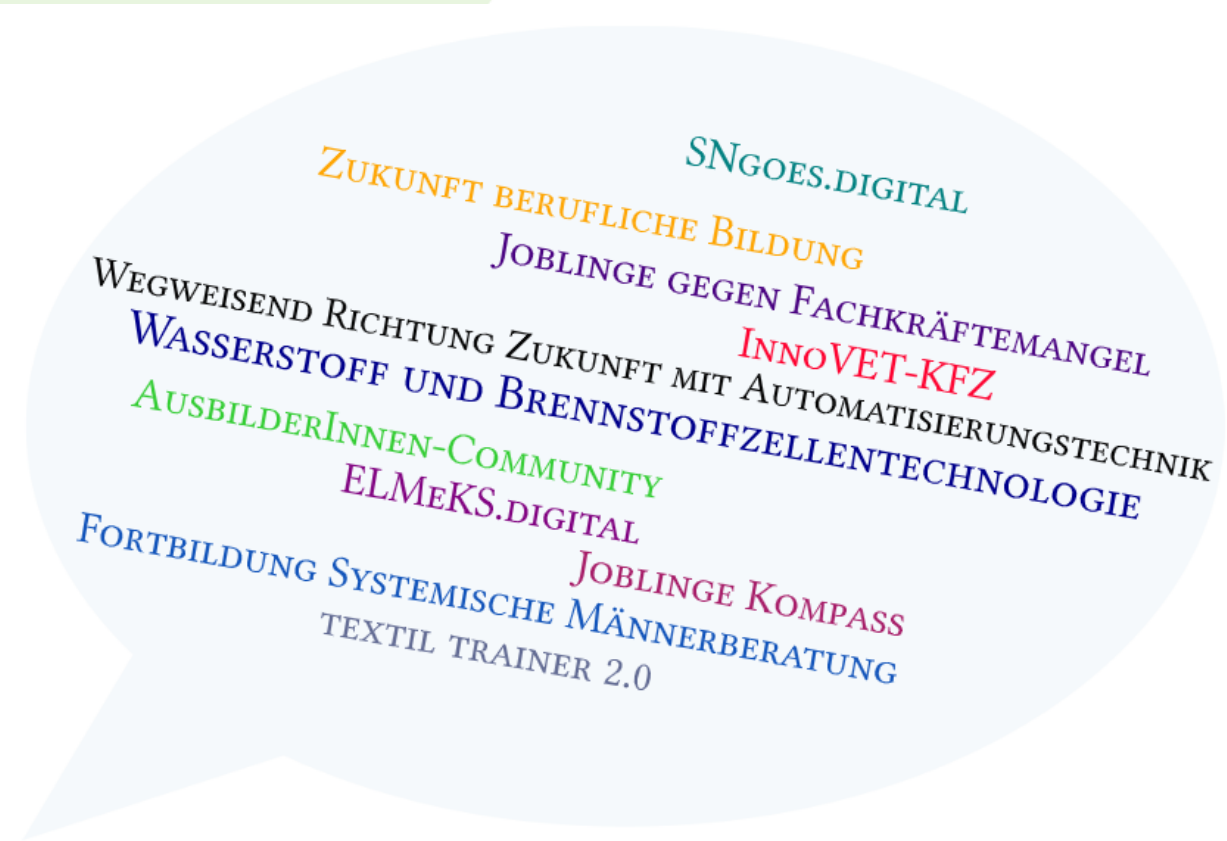 SNgoes.digital
Zukunft berufliche Bildung
Joblinge gegen Fachkräftemangel
Wegweisend Richtung Zukunft mit Automatisierungstechnik
InnoVET-KFZ
Wasserstoff und Brennstoffzellentechnologie
AusbilderInnen-Community
ELMeKS.digital
Joblinge Kompass
Fortbildung Systemische Männerberatung
textil trainer 2.0